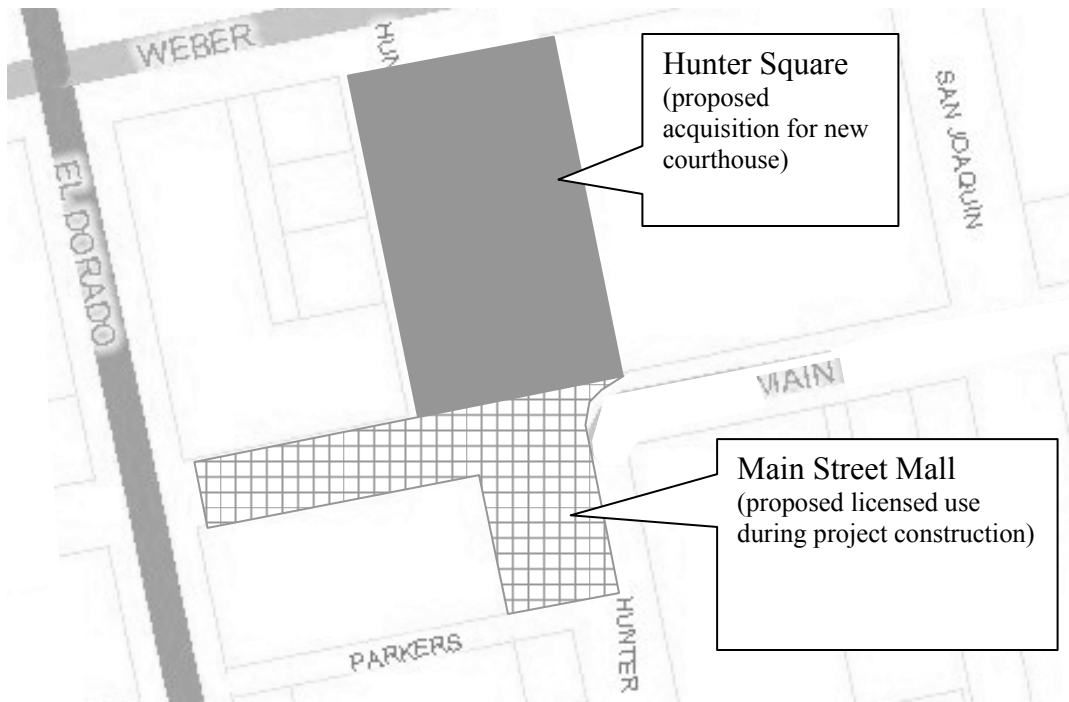 WEBER
HUN
Hunter Square
(proposed
acquisition for new
courthouse)
SAN JOAQUIN
EL DORADO
MAIN
Main Street Mall
(proposed licensed use
during project construction)
HUNTER
PARKERS